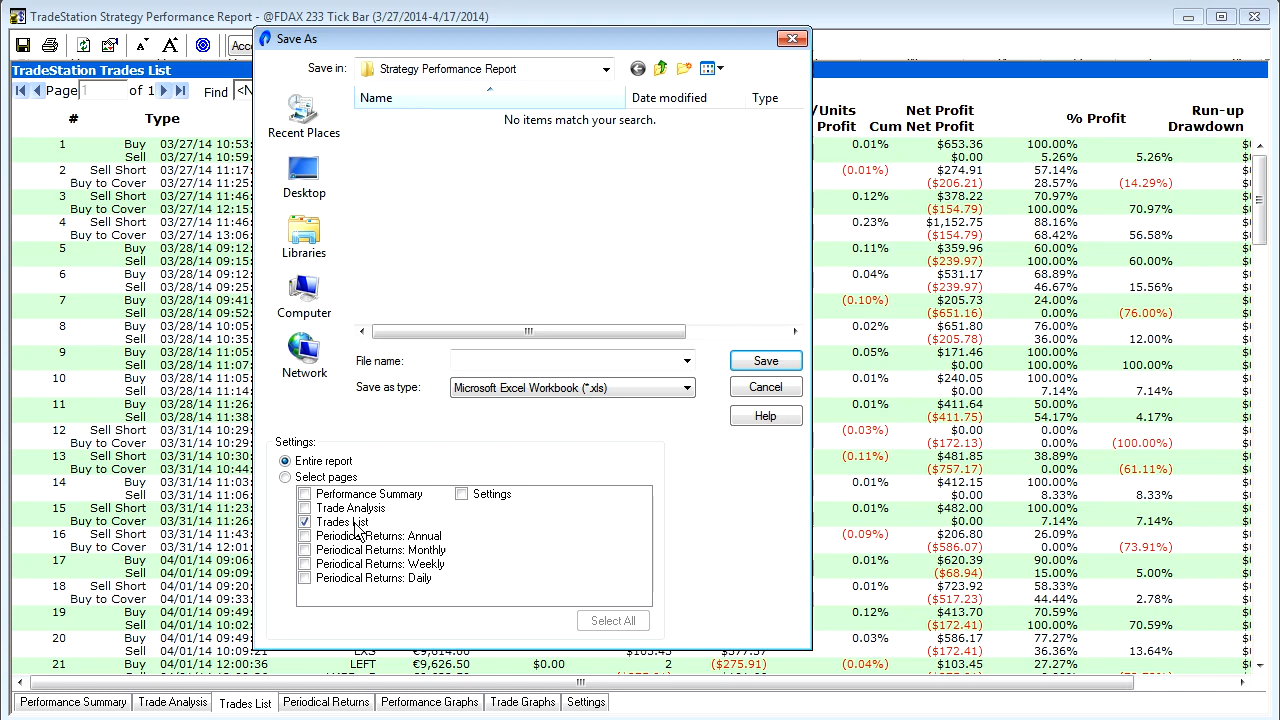 TradeStation Strategy Performance Report - @FDAX 233 Tick Bar (3/27/2014-4/17/2014)
Save As
Acc
TradeStation Trades List
Page 1 of 1 Find
Save in: Strategy Performance Report
Name Date modified Type
No items match your search.
Recent Places
Desktop
Libraries
Computer
Network
File name:
Save as type: Microsoft Excel Workbook (*.xls)
Save
Cancel
Help
Settings:
Entire report
Select pages
Performance Summary Settings
Trade Analysis
Trades List
Periodical Returns: Annual
Periodical Returns: Monthly
Periodical Returns: Weekly
Periodical Returns: Daily
Select All
/Units Net Profit Run-up
# Type % Profit
Profit Cum Net Profit Drawdown
1 Buy 03/27/14 10:53: 0.01% $653.36 100.00%
Sell 03/27/14 10:59: $0.00 5.26% 5.26%
2 Sell Short 03/27/14 11:17: (0.01%) $274.91 57.14%
Buy to Cover 03/27/14 11:25: ($206.21) 28.57% (14.29%)
3 Sell Short 03/27/14 11:46: 0.12% $378.22 70.97%
Buy to Cover 03/27/14 12:15: ($154.79) 100.00% 70.97%
4 Sell Short 03/27/14 11:46: 0.23% $1,152.75 88.16%
Buy to Cover 03/27/14 13:06: ($154.79) 68.42% 56.58%
5 Buy 03/28/14 09:12: 0.11% $359.96 60.00%
Sell 03/28/14 09:15: ($239.97) 100.00% 60.00%
6 Buy 03/28/14 09:12: 0.04% $531.17 68.89%
Sell 03/28/14 09:25: ($239.97) 46.67% 15.56%
7 Buy 03/28/14 09:41: (0.10%) $205.73 24.00%
Sell 03/28/14 09:52: ($651.16) 0.00% (76.00%)
8 Buy 03/28/14 10:05: 0.02% $651.80 76.00%
Sell 03/28/14 11:02: ($205.78) 36.00% 12.00%
9 Buy 03/31/14 09:10: 0.05% $171.46 100.00%
Sell 03/31/14 09:11: $0.00 100.00% 100.00%
10 Buy 03/31/14 09:10: 0.01% $240.05 100.00%
Sell 03/31/14 09:12: $0.00 7.14% 7.14%
11 Buy 03/31/14 09:28: 0.01% $411.64 50.00%
Sell 03/31/14 11:38: ($411.75) 54.17% 4.17%
12 Sell Short 03/31/14 10:29: (0.03%) $0.00 0.00%
Buy to Cover 03/31/14 10:29: ($172.13) 0.00% (100.00%)
13 Sell Short 03/31/14 10:30: (0.11%) $481.85 38.89%
Buy to Cover 03/31/14 10:44: ($757.17) 0.00% (61.11%)
14 Buy 03/31/14 11:03: 0.01% $412.15 100.00%
Sell 03/31/14 11:06: $0.00 8.33% 8.33%
15 Sell Short 03/31/14 11:23: 0.01% $482.00 100.00%
Buy to Cover 03/31/14 11:26: $0.00 7.14% 7.14%
16 Sell Short 03/31/14 11:43: (0.09%) $206.80 26.09%
Buy to Cover 03/31/14 12:01: ($586.07) 0.00% (73.91%)
17 Buy 04/01/14 09:06: 0.01% $620.39 90.00%
Sell 04/01/14 09:13: ($68.94) 15.00% 5.00%
18 Sell Short 04/01/14 09:20: 0.01% $723.92 58.33%
Buy to Cover 04/01/14 09:33: ($517.23) 44.44% 2.78%
19 Buy 04/01/14 09:42: 0.12% $413.70 70.59%
Sell 04/01/14 10:02: ($172.41) 100.00% 70.59%
20 Buy 04/01/14 09:42: 0.03% $586.17 77.27%
Sell 04/01/14 10:09:21 LXS €9,614.00 $103.45 $377.57 ($172.41) 36.36% 13.64%
21 Buy 04/01/14 12:00:36 LEFT €9,626.50 $0.00 2 ($275.91) (0.04%) $103.45 27.27%
Performance Summary Trade Analysis Trades List Periodical Returns Performance Graphs Trade Graphs Settings